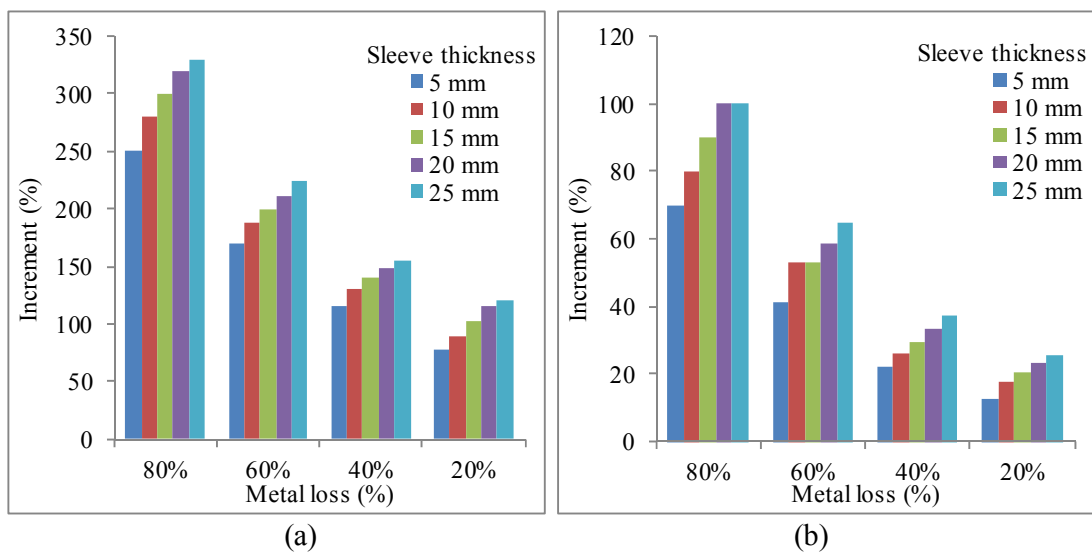 350
300
250
200
150
100
50
0
Increment (%)
Sleeve thickness
5 mm
10 mm
15 mm
20 mm
25 mm
80% 60% 40% 20%
Metal loss (%)
(a)
120
100
80
60
40
20
0
Increment (%)
Sleeve thickness
5 mm
10 mm
15 mm
20 mm
25 mm
80% 60% 40% 20%
Metal loss (%)
(b)